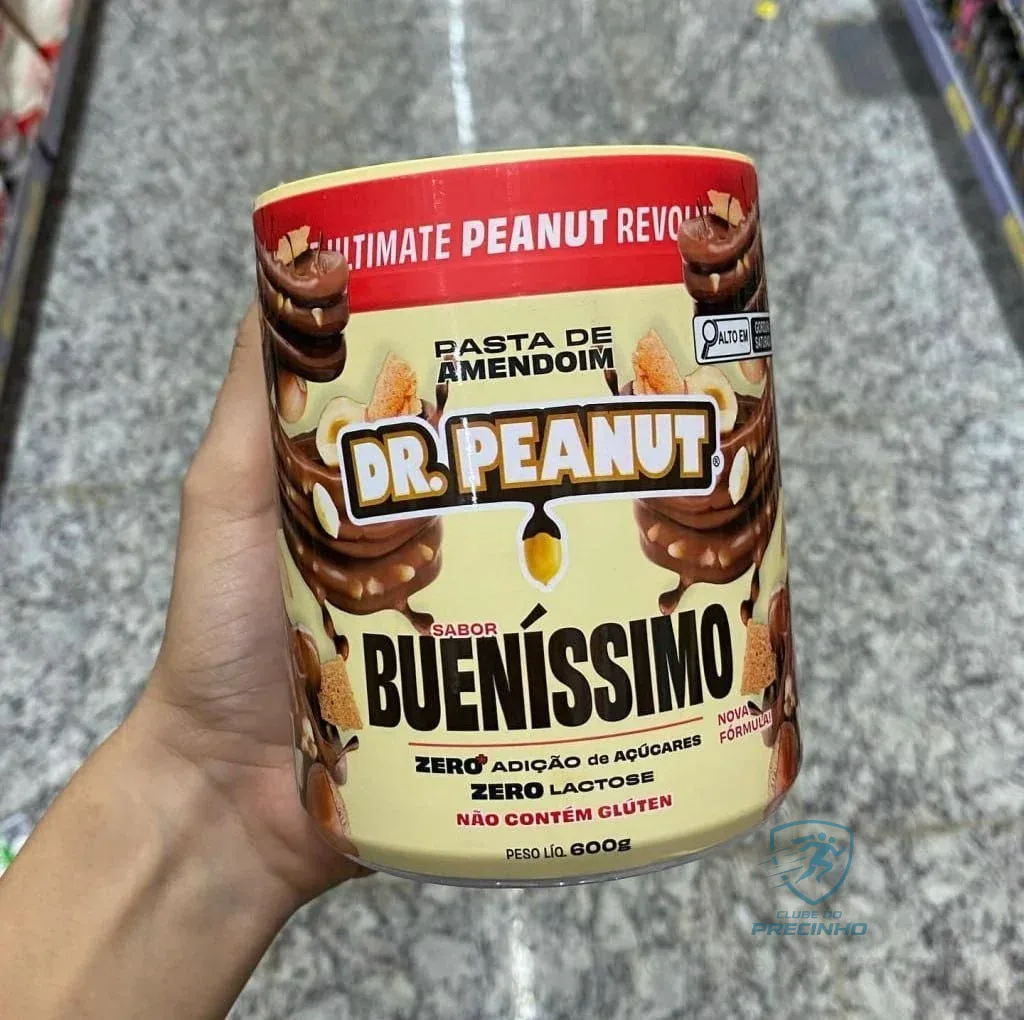 ULTIMATE PEANUT
PASTA DE
AMENDOIM
ALTO EM
DR. PEANUT®
SABOR
BUENÍSSIMO
NOVA
FÓRMULA!
ZERO* ADIÇÃO de AÇÚCARES
ZERO LACTOSE
NÃO CONTÉM GLÚTEN
PESO LÍQ. 600g
CLUBE DO
PRECINHO